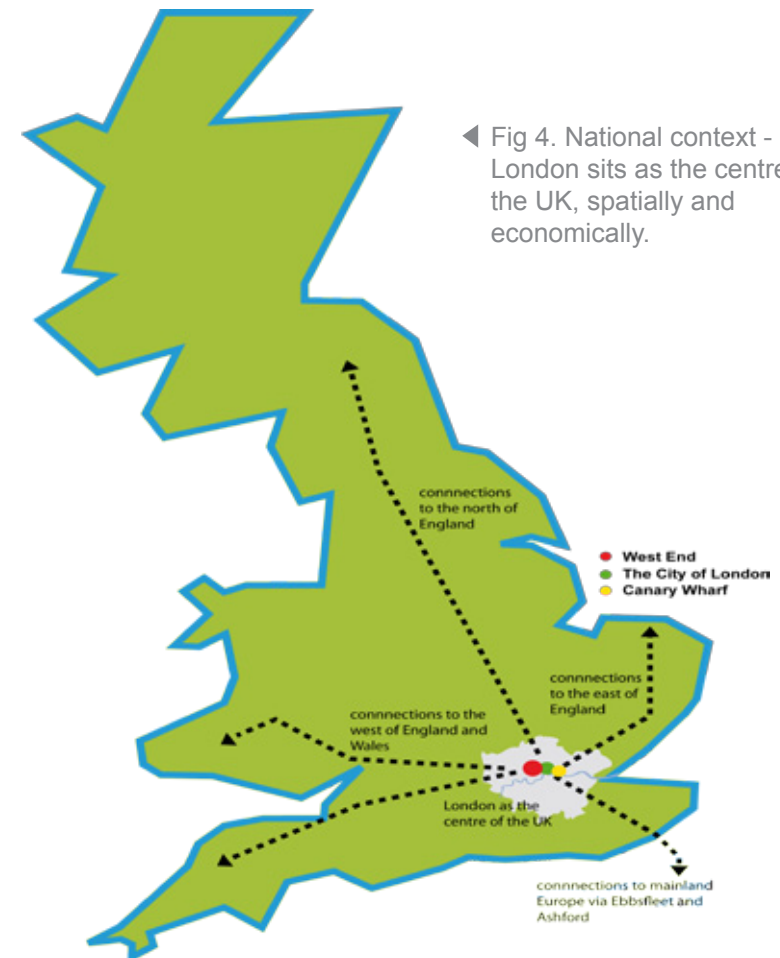 Fig 4. National context -
London sits as the centre
the UK, spatially and
economically.
connnections
to the north of
England
West End
The City of London
Canary Wharf
connnections
to the east of
England
connnections to the
west of England and
Wales
London as the
centre of the UK
connnections to mainland
Europe via Ebbsfleet and
Ashford